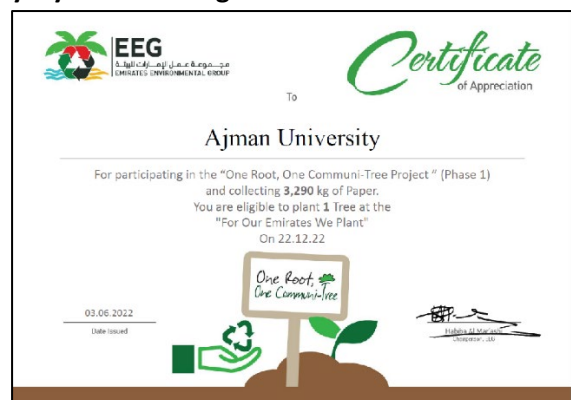 EEG
مجموعة عمل الإمارات للبيئة
EMIRATES ENVIRONMENTAL GROUP
Certificate
of Appreciation
To
Ajman University
For participating in the "One Root, One Communi-Tree Project " (Phase 1)
and collecting 3,290 kg of Paper.
You are eligible to plant 1 Tree at the
"For Our Emirates We Plant"
On 22.12.22
One Root,
One Communi-Tree
03.06.2022
Date Issued
Habiba Al Mar'ashi